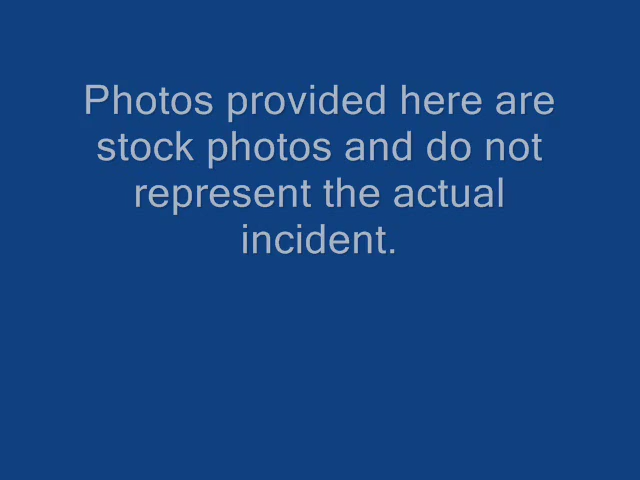 Photos provided here are
stock photos and do not
represent the actual
incident.